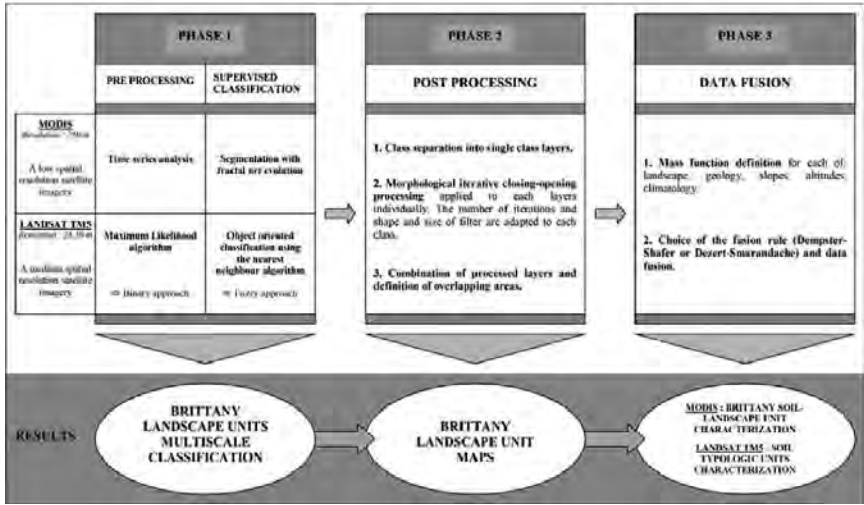 PHASE 1
PRE PROCESSING
SUPERVISED
CLASSIFICATION
MODIS
A low spatial
resolution satellite
imagery
Time series analysis
Segmentation with
fractal net evolution
LANDSAT TM5
A medium spatial
resolution satellite
imagery
Maximum Likelihood
algorithm
⇨ Binary approach
Object oriented
classification using
the nearest
neighbour algorithm
⇨ Fuzzy approach
PHASE 2
POST PROCESSING
1. Class separation into single class layers.
2. Morphological iterative closing-opening
processing applied to each layers
individually. The number of iterations and
shape and size of filter are adapted to each
class.
3. Combination of processed layers and
definition of overlapping areas.
PHASE 3
DATA FUSION
1. Mass function definition for each of
landscape, geology, slopes, altitudes,
climatology.
2. Choice of the fusion rule (Dempster-
Shafer or Dezert-Smarandache) and data
fusion.
RESULTS
BRITTANY
LANDSCAPE UNITS
MULTISCALE
CLASSIFICATION
BRITTANY
LANDSCAPE UNIT
MAPS
MODIS : BRITTANY SOIL-
LANDSCAPE UNIT
CHARACTERIZATION
LANDSAT TM5 – SOIL
TYPOLOGIC UNITS
CHARACTERIZATION